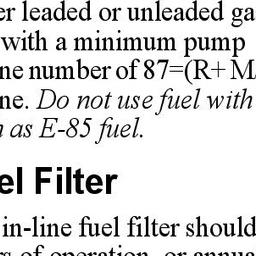 er leaded or unleaded ga
with a minimum pump
ne number of 87=(R+ M
ne. Do not use fuel with
n as E-85 fuel.
el Filter
in-line fuel filter should
rs of operation, or annua